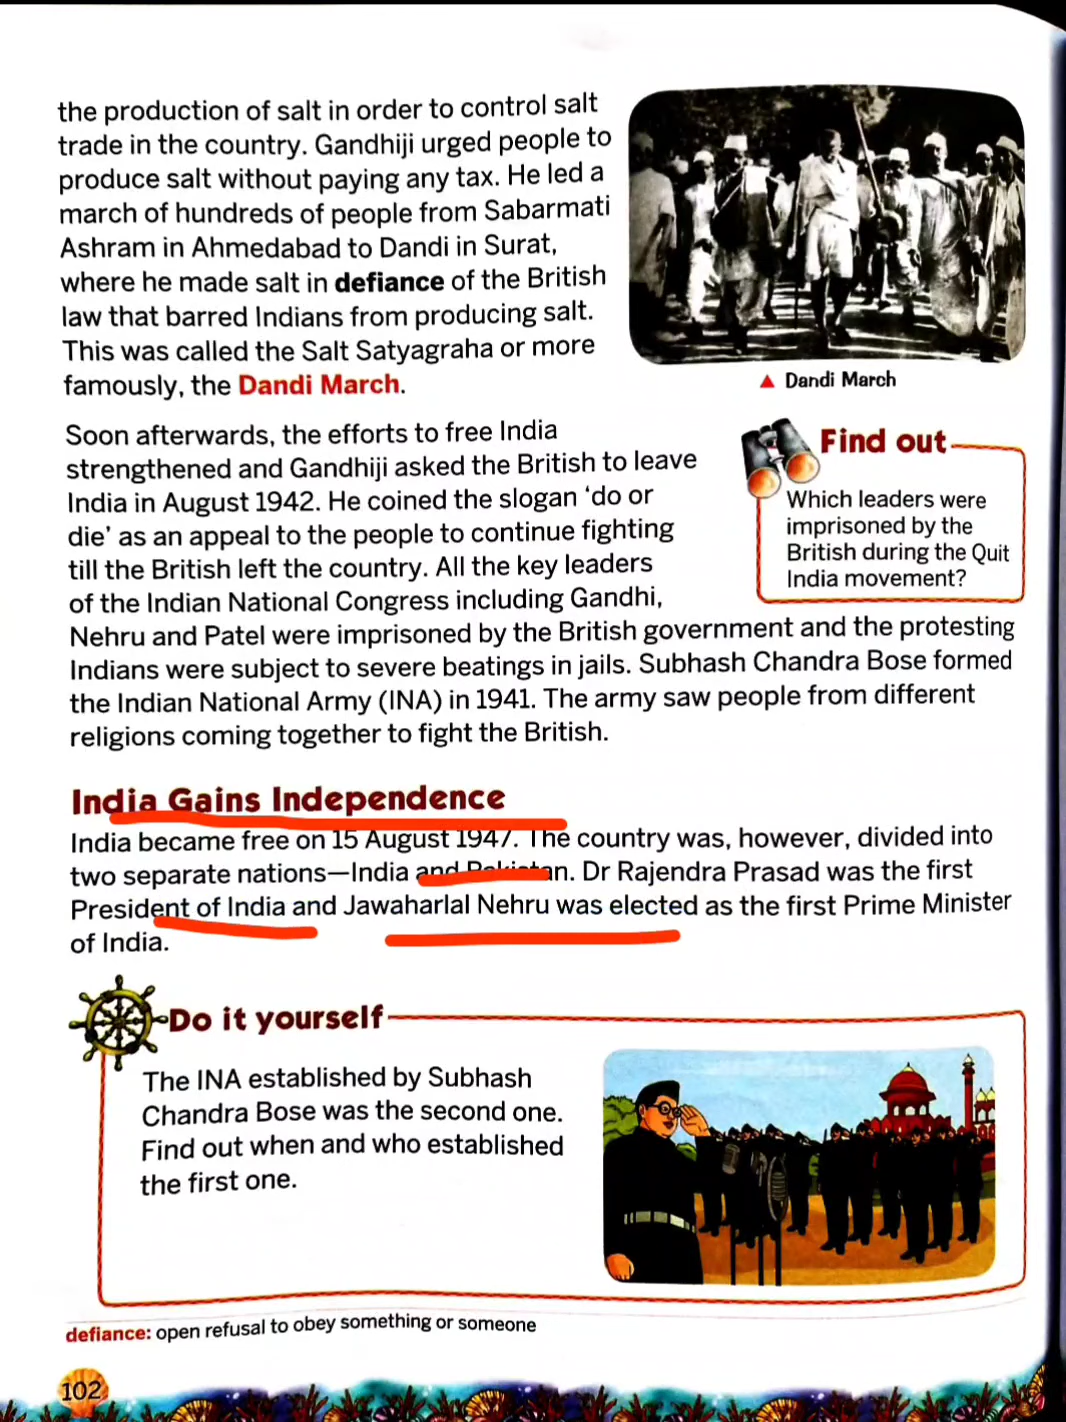 the production of salt in order to control salt
trade in the country. Gandhiji urged people to
produce salt without paying any tax. He led a
march of hundreds of people from Sabarmati
Ashram in Ahmedabad to Dandi in Surat,
where he made salt in defiance of the British
law that barred Indians from producing salt.
This was called the Salt Satyagraha or more
famously, the Dandi March.
▲ Dandi March
Soon afterwards, the efforts to free India
strengthened and Gandhiji asked the British to leave
India in August 1942. He coined the slogan ‘do or
die’ as an appeal to the people to continue fighting
till the British left the country. All the key leaders
of the Indian National Congress including Gandhi,
Nehru and Patel were imprisoned by the British government and the protesting
Indians were subject to severe beatings in jails. Subhash Chandra Bose formed
the Indian National Army (INA) in 1941. The army saw people from different
religions coming together to fight the British.
Find out
Which leaders were
imprisoned by the
British during the Quit
India movement?
India Gains Independence
India became free on 15 August 1947. The country was, however, divided into
two separate nations—India and Pakistan. Dr Rajendra Prasad was the first
President of India and Jawaharlal Nehru was elected as the first Prime Minister
of India.
Do it yourself
The INA established by Subhash
Chandra Bose was the second one.
Find out when and who established
the first one.
defiance: open refusal to obey something or someone
102